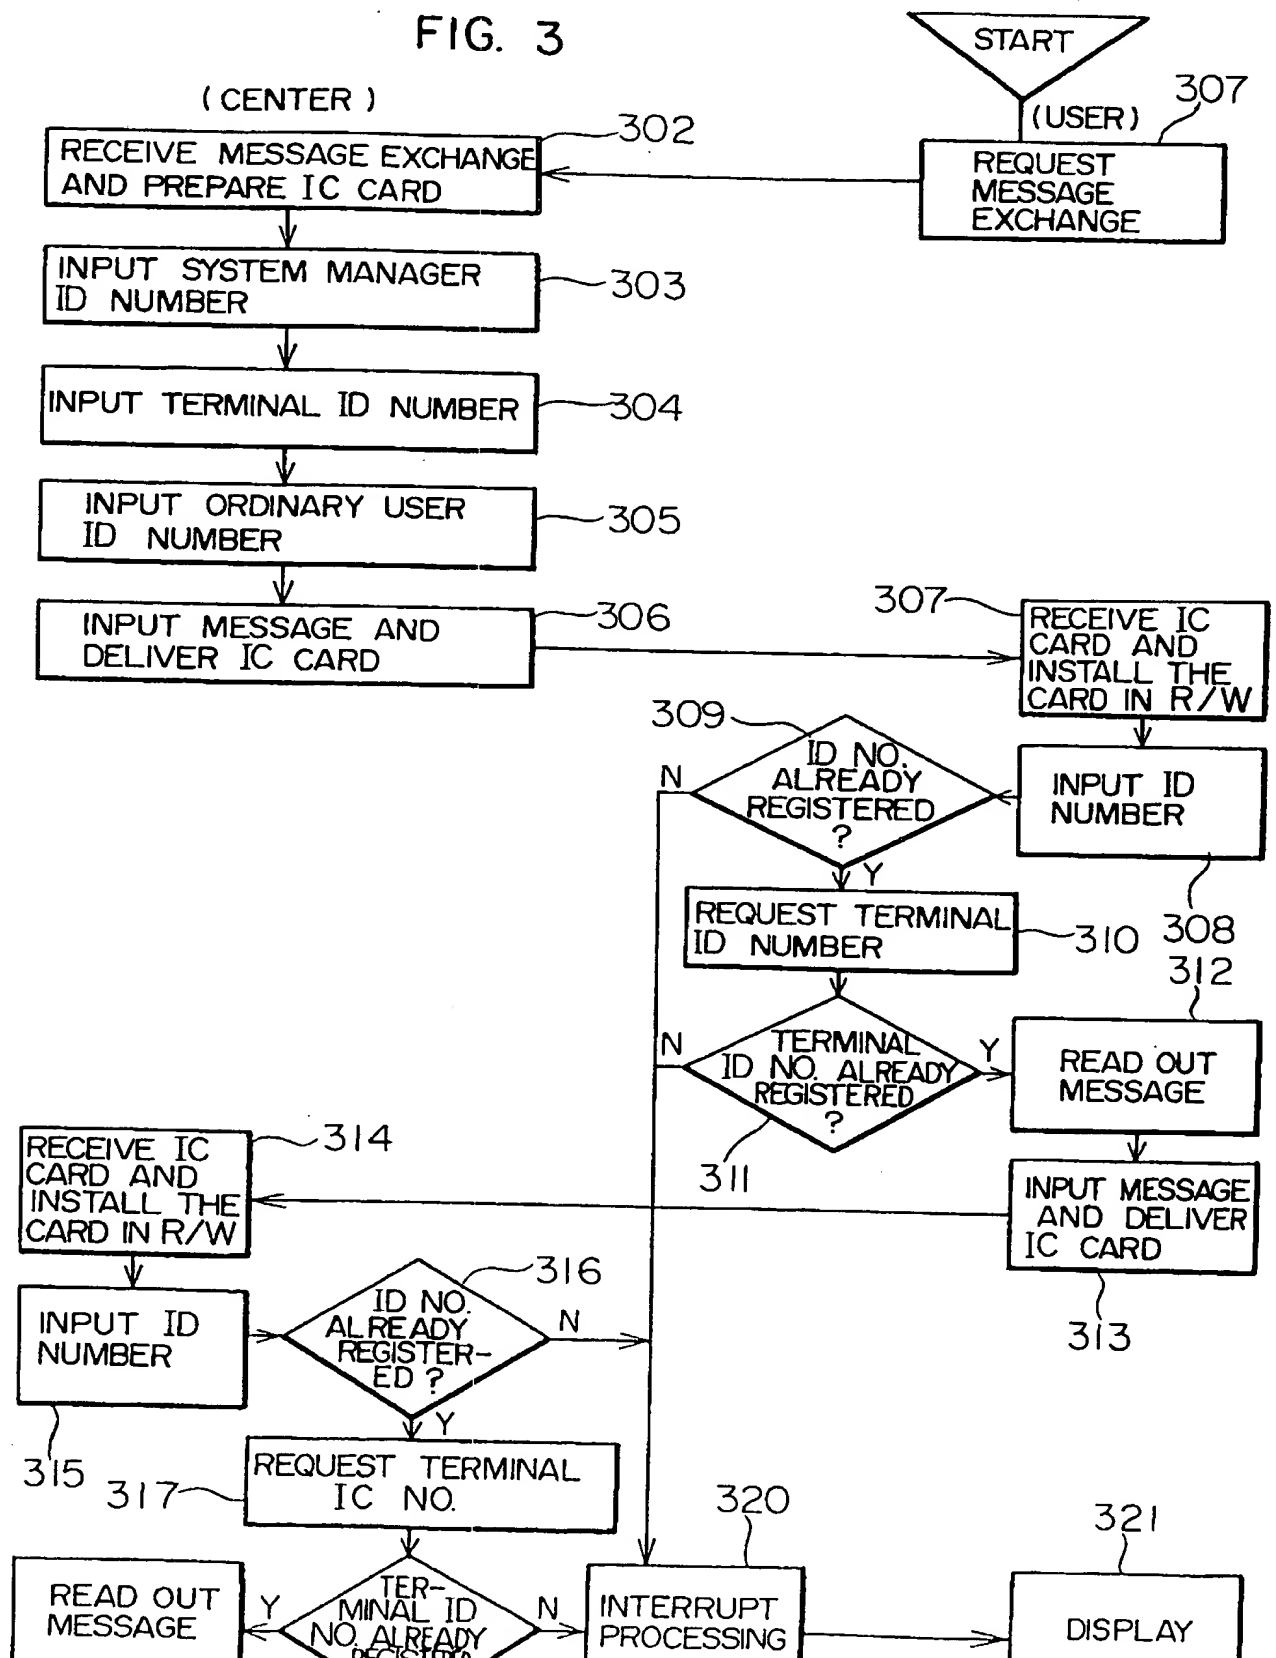 FIG. 3
START
(CENTER)
(USER)
307
302
RECEIVE MESSAGE EXCHANGE
AND PREPARE IC CARD
REQUEST
MESSAGE
EXCHANGE
INPUT SYSTEM MANAGER
ID NUMBER
303
INPUT TERMINAL ID NUMBER
304
INPUT ORDINARY USER
ID NUMBER
305
INPUT MESSAGE AND
DELIVER IC CARD
306
307
RECEIVE IC
CARD AND
INSTALL THE
CARD IN R/W
309
ID NO.
ALREADY
REGISTERED
?
N
Y
INPUT ID
NUMBER
308
REQUEST TERMINAL
ID NUMBER
310
312
TERMINAL
ID NO. ALREADY
REGISTERED
?
N
Y
311
READ OUT
MESSAGE
314
RECEIVE IC
CARD AND
INSTALL THE
CARD IN R/W
INPUT MESSAGE
AND DELIVER
IC CARD
313
316
INPUT ID
NUMBER
315
ID NO.
ALREADY
REGISTER-
ED ?
N
Y
317
REQUEST TERMINAL
IC NO.
320
321
READ OUT
MESSAGE
Y
TER-
MINAL ID
NO. ALREADY
N
INTERRUPT
PROCESSING
DISPLAY